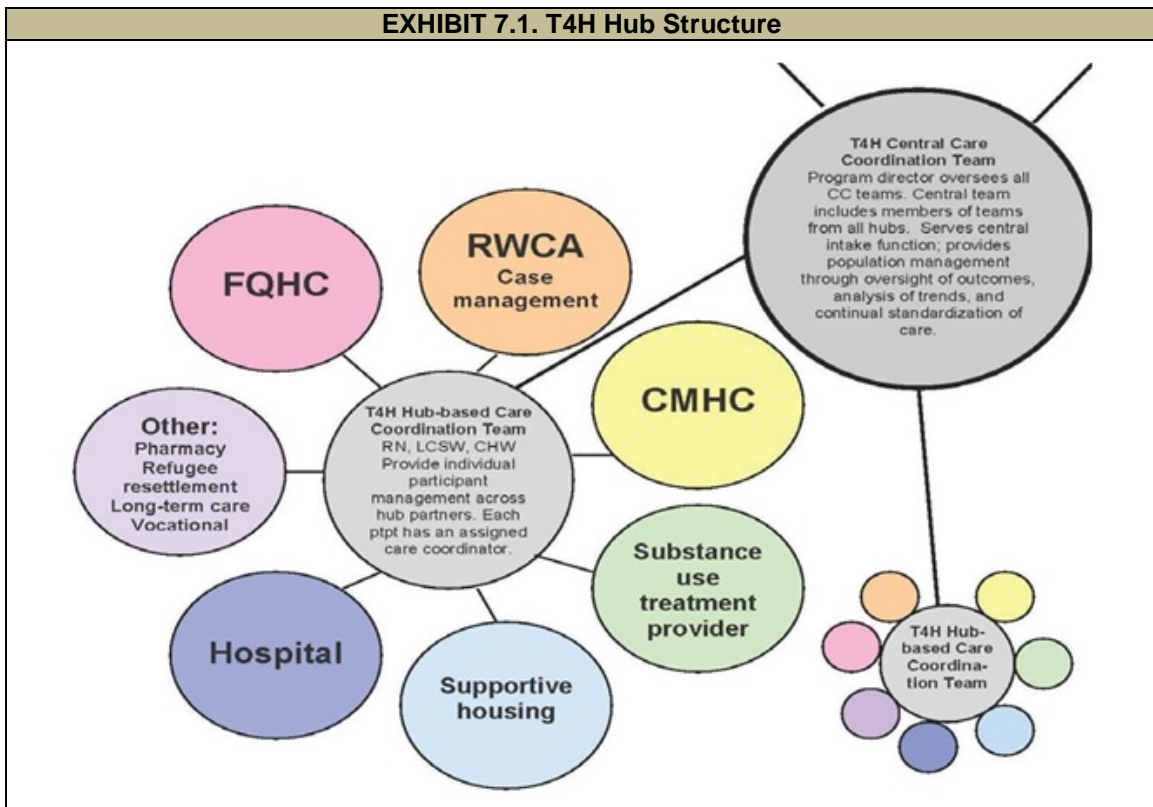 EXHIBIT 7.1. T4H Hub Structure
T4H Central Care
Coordination Team
Program director oversees all
CC teams. Central team
includes members of teams
from all hubs. Serves central
intake function; provides
population management
through oversight of outcomes,
analysis of trends, and
continual standardization of
care.
RWCA
Case
management
FQHC
CMHC
T4H Hub-based Care
Coordination Team
RN, LCSW, CHW
Provide individual
participant
management across
hub partners. Each
ptpt has an assigned
care coordinator.
Other:
Pharmacy
Refugee
resettlement
Long-term care
Vocational
Substance
use
treatment
provider
Hospital
Supportive
housing
T4H Hub-
based Care
Coordina-
tion Team